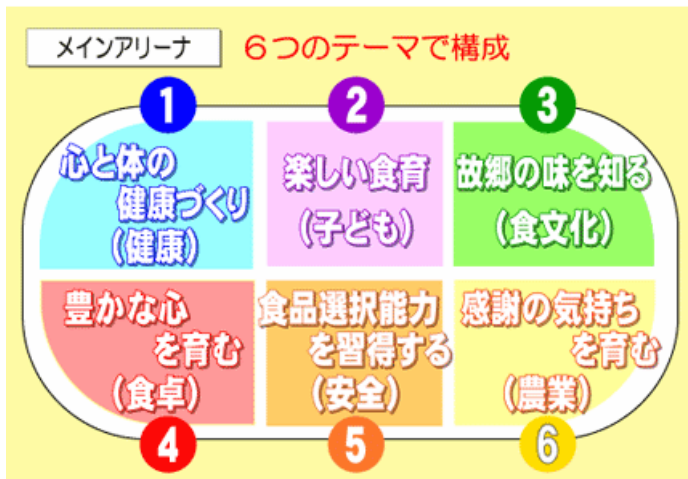 メインアリーナ
６つのテーマで構成
1
心と体の
健康づくり
(健康)
2
楽しい食育
(子ども)
3
故郷の味を知る
(食文化)
豊かな心
を育む
(食卓)
4
食品選択能力
を習得する
(安全)
5
感謝の気持ち
を育む
(農業)
6